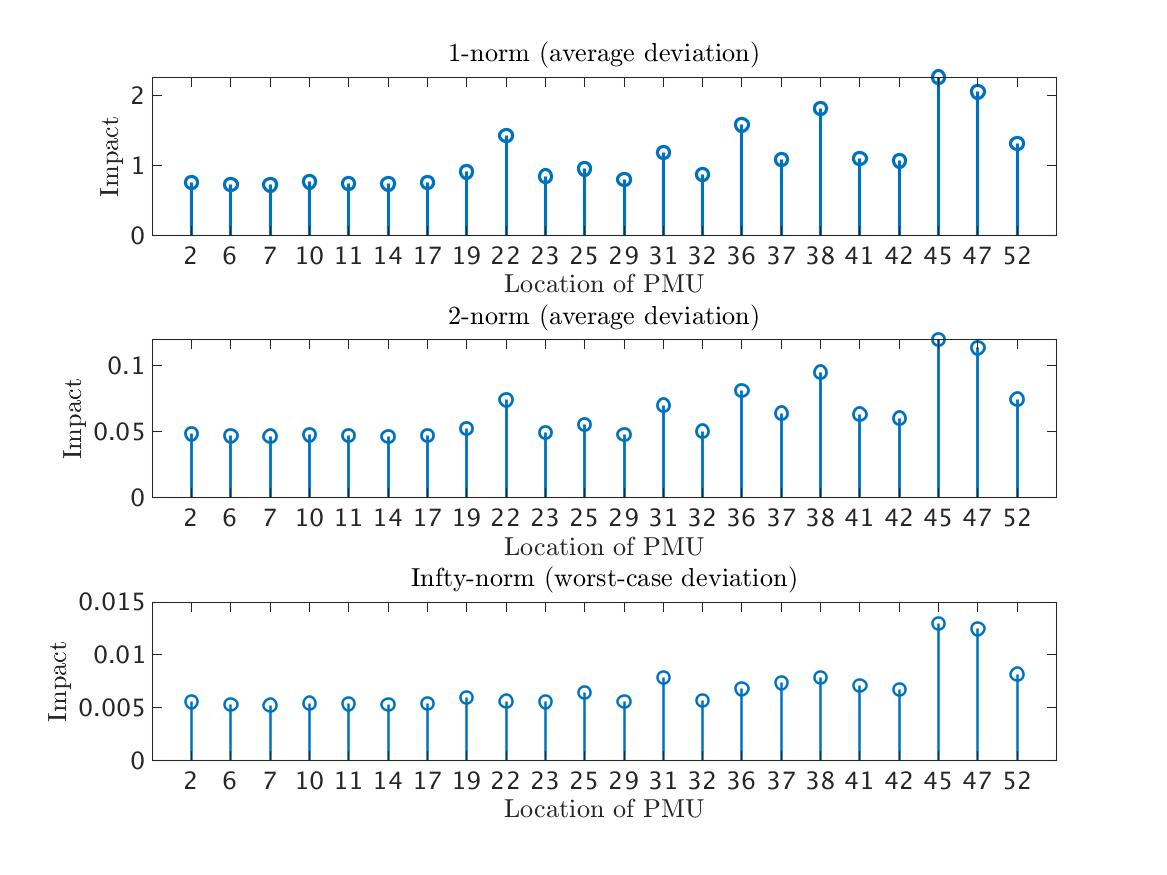 1-norm (average deviation)
2
1
0
Impact
2 6 7 10 11 14 17 19 22 23 25 29 31 32 36 37 38 41 42 45 47 52
Location of PMU
2-norm (average deviation)
0.1
0.05
0
Impact
2 6 7 10 11 14 17 19 22 23 25 29 31 32 36 37 38 41 42 45 47 52
Location of PMU
Infty-norm (worst-case deviation)
0.015
0.01
0.005
0
Impact
2 6 7 10 11 14 17 19 22 23 25 29 31 32 36 37 38 41 42 45 47 52
Location of PMU